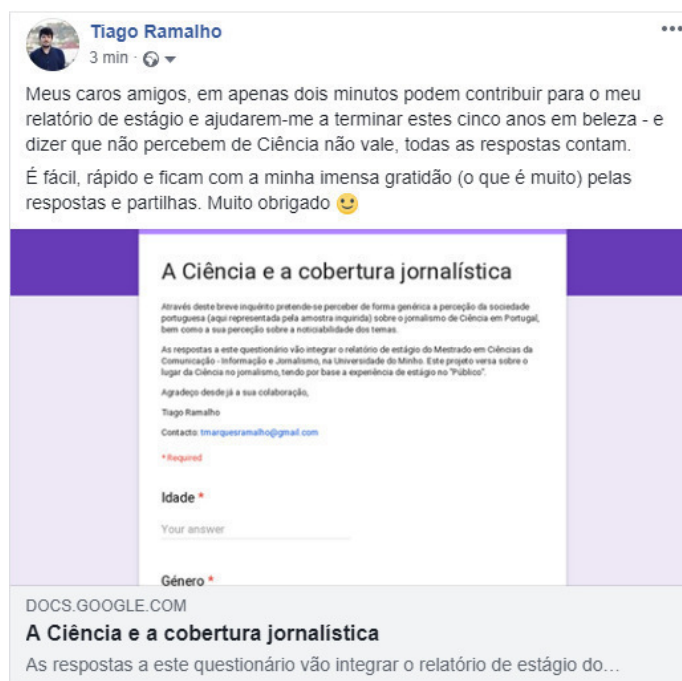 Tiago Ramalho
3 min ·
Meus caros amigos, em apenas dois minutos podem contribuir para o meu
relatório de estágio e ajudarem-me a terminar estes cinco anos em beleza - e
dizer que não percebem de Ciência não vale, todas as respostas contam.
É fácil, rápido e ficam com a minha imensa gratidão (o que é muito) pelas
respostas e partilhas. Muito obrigado 🙂
A Ciência e a cobertura jornalística
Através deste breve inquérito pretende-se perceber de forma genérica a perceção da sociedade
portuguesa (aqui representada pela amostra inquirida) sobre o jornalismo de Ciência em Portugal,
bem como a sua perceção sobre a noticiabilidade dos temas.
As respostas a este questionário vão integrar o relatório de estágio do Mestrado em Ciências da
Comunicação - Informação e Jornalismo, na Universidade do Minho. Este projeto versa sobre o
lugar da Ciência no jornalismo, tendo por base a experiência de estágio no "Público".
Agradeço desde já a sua colaboração,
Tiago Ramalho
Contacto: tmarquesramalho@gmail.com
* Required
Idade *
Your answer
Género *
DOCS.GOOGLE.COM
A Ciência e a cobertura jornalística
As respostas a este questionário vão integrar o relatório de estágio do...